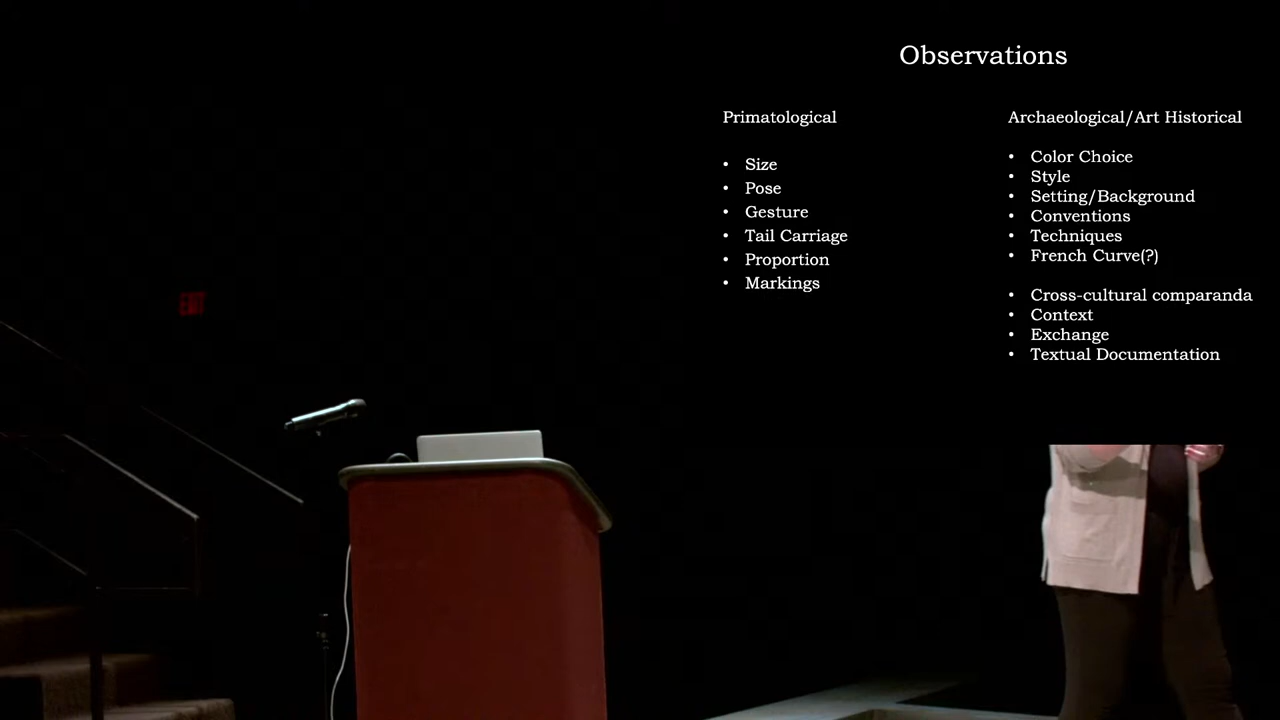 Observations
Primatological
• Size
• Pose
• Gesture
• Tail Carriage
• Proportion
• Markings
Archaeological/Art Historical
• Color Choice
• Style
• Setting/Background
• Conventions
• Techniques
• French Curve(?)
• Cross-cultural comparanda
• Context
• Exchange
• Textual Documentation
EXIT